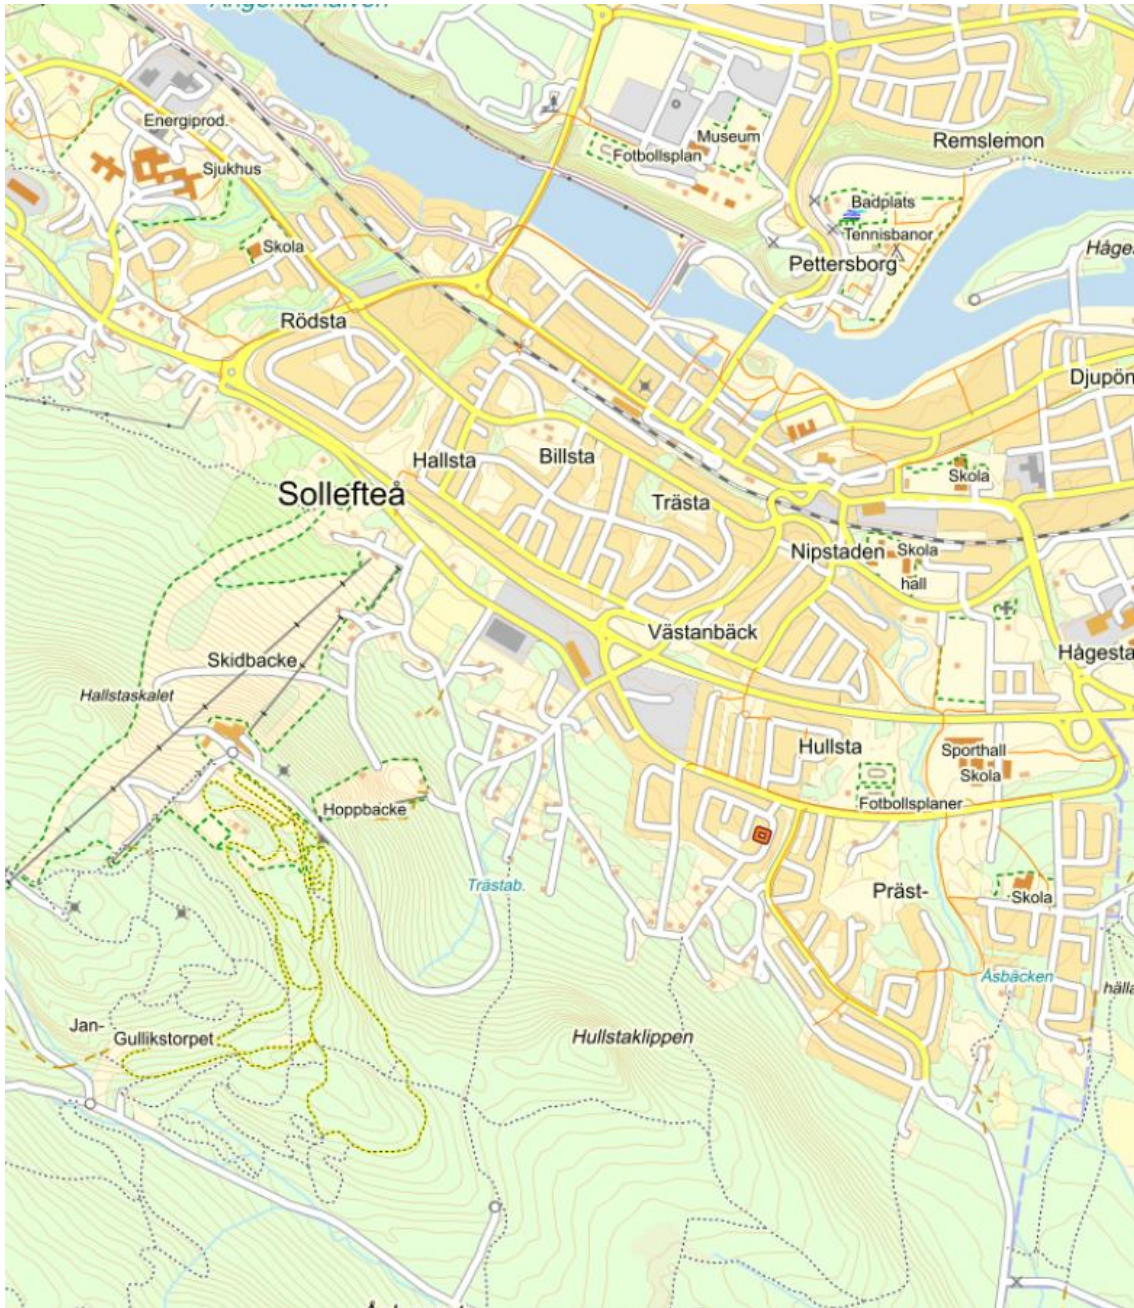 Ångermanälven
Energiprod.
Sjukhus
Museum
Fotbollsplan
Remslemon
Badplats
Tennisbanor
Pettersborg
Skola
Rödsta
Djupön
Hallsta
Billsta
Sollefteå
Trästa
Skola
Nipstaden
Skola
hall
Västanbäck
Hågesta
Skidbacke
Hallstaskalet
Hullsta
Sporthall
Skola
Hoppbacke
Fotbollsplaner
Trästab.
Präst-
Skola
Åsbäcken
Jan-
Gullikstorpet
Hullstaklippen